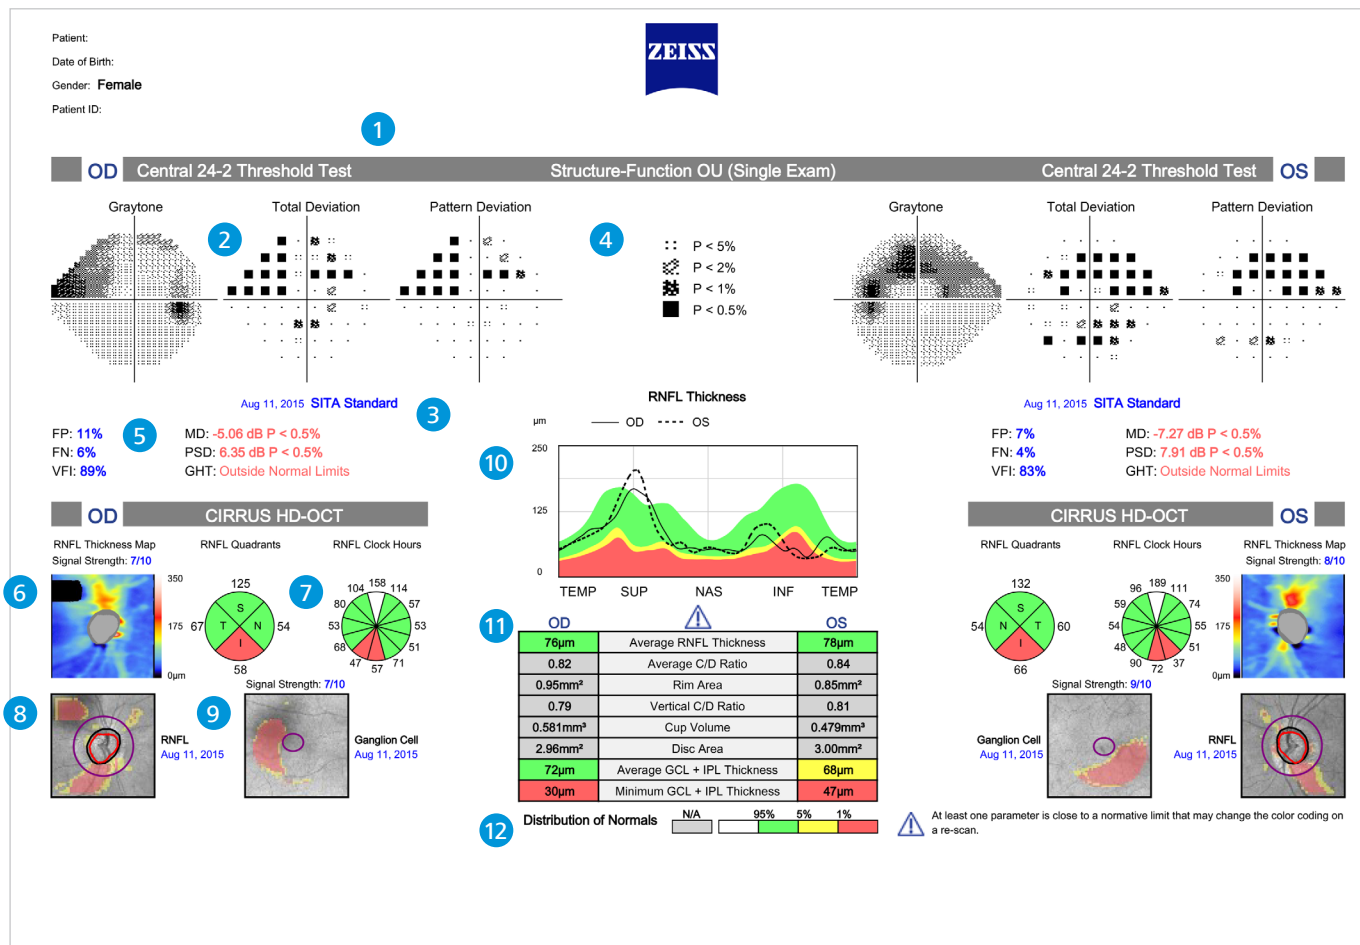 Patient:
ZEISS
Date of Birth:
Gender: Female
Patient ID:
1
OD Central 24-2 Threshold Test Structure-Function OU (Single Exam) Central 24-2 Threshold Test OS
Graytone Total Deviation Pattern Deviation Graytone Total Deviation Pattern Deviation
2
4
P < 5%
P < 2%
P < 1%
P < 0.5%
Aug 11, 2015 SITA Standard
3
RNFL Thickness
Aug 11, 2015 SITA Standard
µm OD OS
5
FP: 11% MD: -5.06 dB P < 0.5%
FN: 6% PSD: 6.35 dB P < 0.5%
VFI: 89% GHT: Outside Normal Limits
10
250
125
0
TEMP SUP NAS INF TEMP
FP: 7% MD: -7.27 dB P < 0.5%
FN: 4% PSD: 7.91 dB P < 0.5%
VFI: 83% GHT: Outside Normal Limits
OD CIRRUS HD-OCT
RNFL Thickness Map RNFL Quadrants RNFL Clock Hours
Signal Strength: 7/10
6
350
175
0µm
125
S
67 T N 54
I
58
7
104 158 114
80 57
53 53
68 51
47 57 71
Signal Strength: 7/10
8
RNFL
Aug 11, 2015
9
Ganglion Cell
Aug 11, 2015
11
OD OS
76µm Average RNFL Thickness 78µm
0.82 Average C/D Ratio 0.84
0.95mm² Rim Area 0.85mm²
0.79 Vertical C/D Ratio 0.81
0.581mm³ Cup Volume 0.479mm³
2.96mm² Disc Area 3.00mm²
72µm Average GCL + IPL Thickness 68µm
30µm Minimum GCL + IPL Thickness 47µm
12
Distribution of Normals N/A 95% 5% 1%
CIRRUS HD-OCT OS
RNFL Quadrants RNFL Clock Hours RNFL Thickness Map
Signal Strength: 8/10
132
S
54 N T 60
I
66
96 189 111
59 74
54 55
48 51
90 72 37
350
175
0µm
Signal Strength: 9/10
Ganglion Cell
Aug 11, 2015
RNFL
Aug 11, 2015
At least one parameter is close to a normative limit that may change the color coding on
a re-scan.